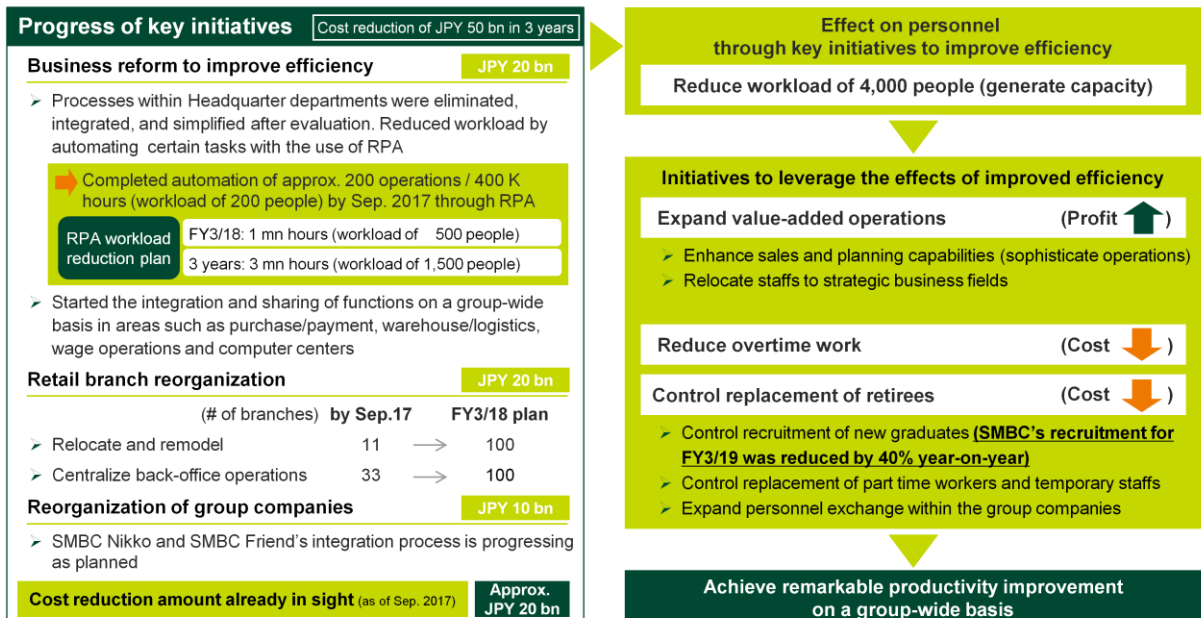 Progress of key initiatives
Cost reduction of JPY 50 bn in 3 years
Business reform to improve efficiency
JPY 20 bn
Processes within Headquarter departments were eliminated,
integrated, and simplified after evaluation. Reduced workload by
automating certain tasks with the use of RPA
Completed automation of approx. 200 operations / 400 K
hours (workload of 200 people) by Sep. 2017 through RPA
RPA workload
reduction plan
FY3/18: 1 mn hours (workload of 500 people)
3 years: 3 mn hours (workload of 1,500 people)
Started the integration and sharing of functions on a group-wide
basis in areas such as purchase/payment, warehouse/logistics,
wage operations and computer centers
Retail branch reorganization
JPY 20 bn
(# of branches) by Sep.17 FY3/18 plan
Relocate and remodel 11 → 100
Centralize back-office operations 33 → 100
Reorganization of group companies
JPY 10 bn
SMBC Nikko and SMBC Friend's integration process is progressing
as planned
Cost reduction amount already in sight (as of Sep. 2017)
Approx.
JPY 20 bn
Effect on personnel
through key initiatives to improve efficiency
Reduce workload of 4,000 people (generate capacity)
Initiatives to leverage the effects of improved efficiency
Expand value-added operations (Profit )
Enhance sales and planning capabilities (sophisticate operations)
Relocate staffs to strategic business fields
Reduce overtime work (Cost )
Control replacement of retirees (Cost )
Control recruitment of new graduates (SMBC's recruitment for
FY3/19 was reduced by 40% year-on-year)
Control replacement of part time workers and temporary staffs
Expand personnel exchange within the group companies
Achieve remarkable productivity improvement
on a group-wide basis